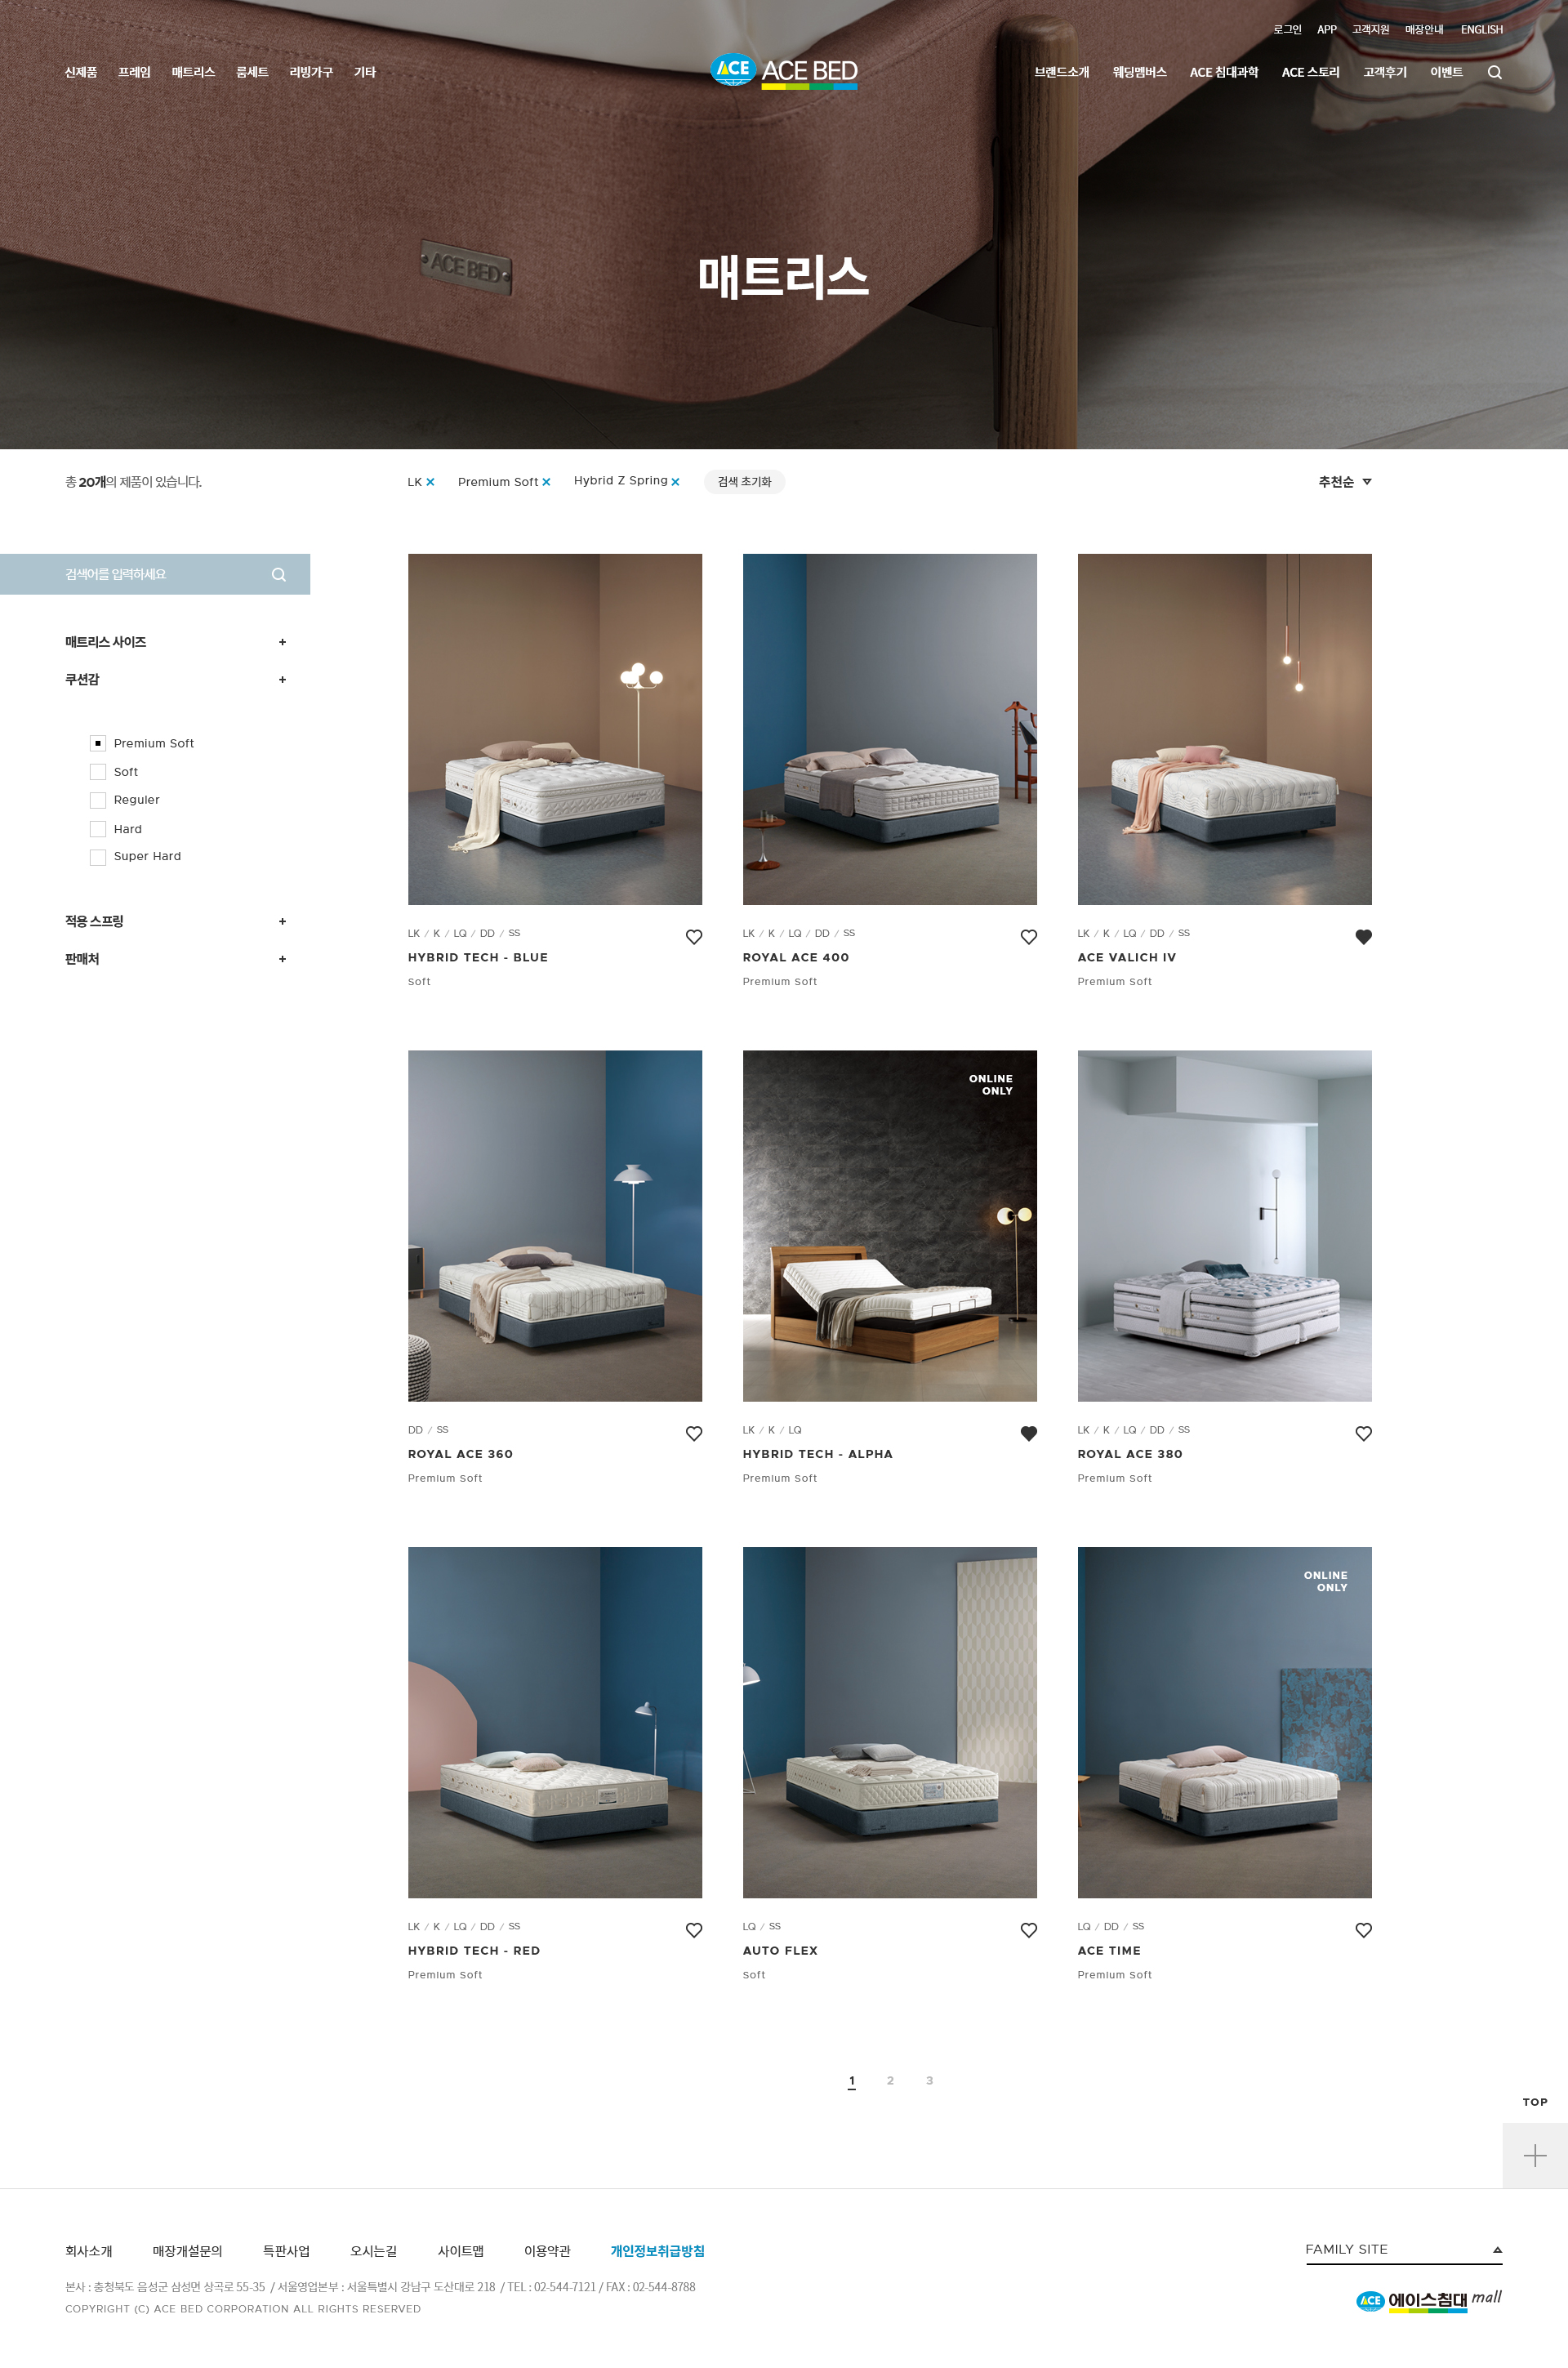 로그인 APP 고객지원 매장안내 ENGLISH
신제품 프레임 매트리스 룸세트 리빙가구 기타
ACE ACE BED
브랜드소개 웨딩멤버스 ACE 침대과학 ACE 스토리 고객후기 이벤트
ACE BED
매트리스
총 20개의 제품이 있습니다.
LK Premium Soft Hybrid Z Spring 검색 초기화
추천순
검색어를 입력하세요
매트리스 사이즈
쿠션감
Premium Soft
Soft
Reguler
Hard
Super Hard
적용 스프링
판매처
LK / K / LQ / DD / SS
HYBRID TECH - BLUE
Soft
LK / K / LQ / DD / SS
ROYAL ACE 400
Premium Soft
LK / K / LQ / DD / SS
ACE VALICH IV
Premium Soft
DD / SS
ROYAL ACE 360
Premium Soft
ONLINE
ONLY
LK / K / LQ
HYBRID TECH - ALPHA
Premium Soft
LK / K / LQ / DD / SS
ROYAL ACE 380
Premium Soft
LK / K / LQ / DD / SS
HYBRID TECH - RED
Premium Soft
LQ / SS
AUTO FLEX
Soft
ONLINE
ONLY
LQ / DD / SS
ACE TIME
Premium Soft
1 2 3
TOP
회사소개 매장개설문의 특판사업 오시는길 사이트맵 이용약관 개인정보취급방침
본사 : 충청북도 음성군 삼성면 상곡로 55-35 / 서울영업본부 : 서울특별시 강남구 도산대로 218 / TEL : 02-544-7121 / FAX : 02-544-8788
COPYRIGHT (C) ACE BED CORPORATION ALL RIGHTS RESERVED
FAMILY SITE
ACE 에이스침대 mall